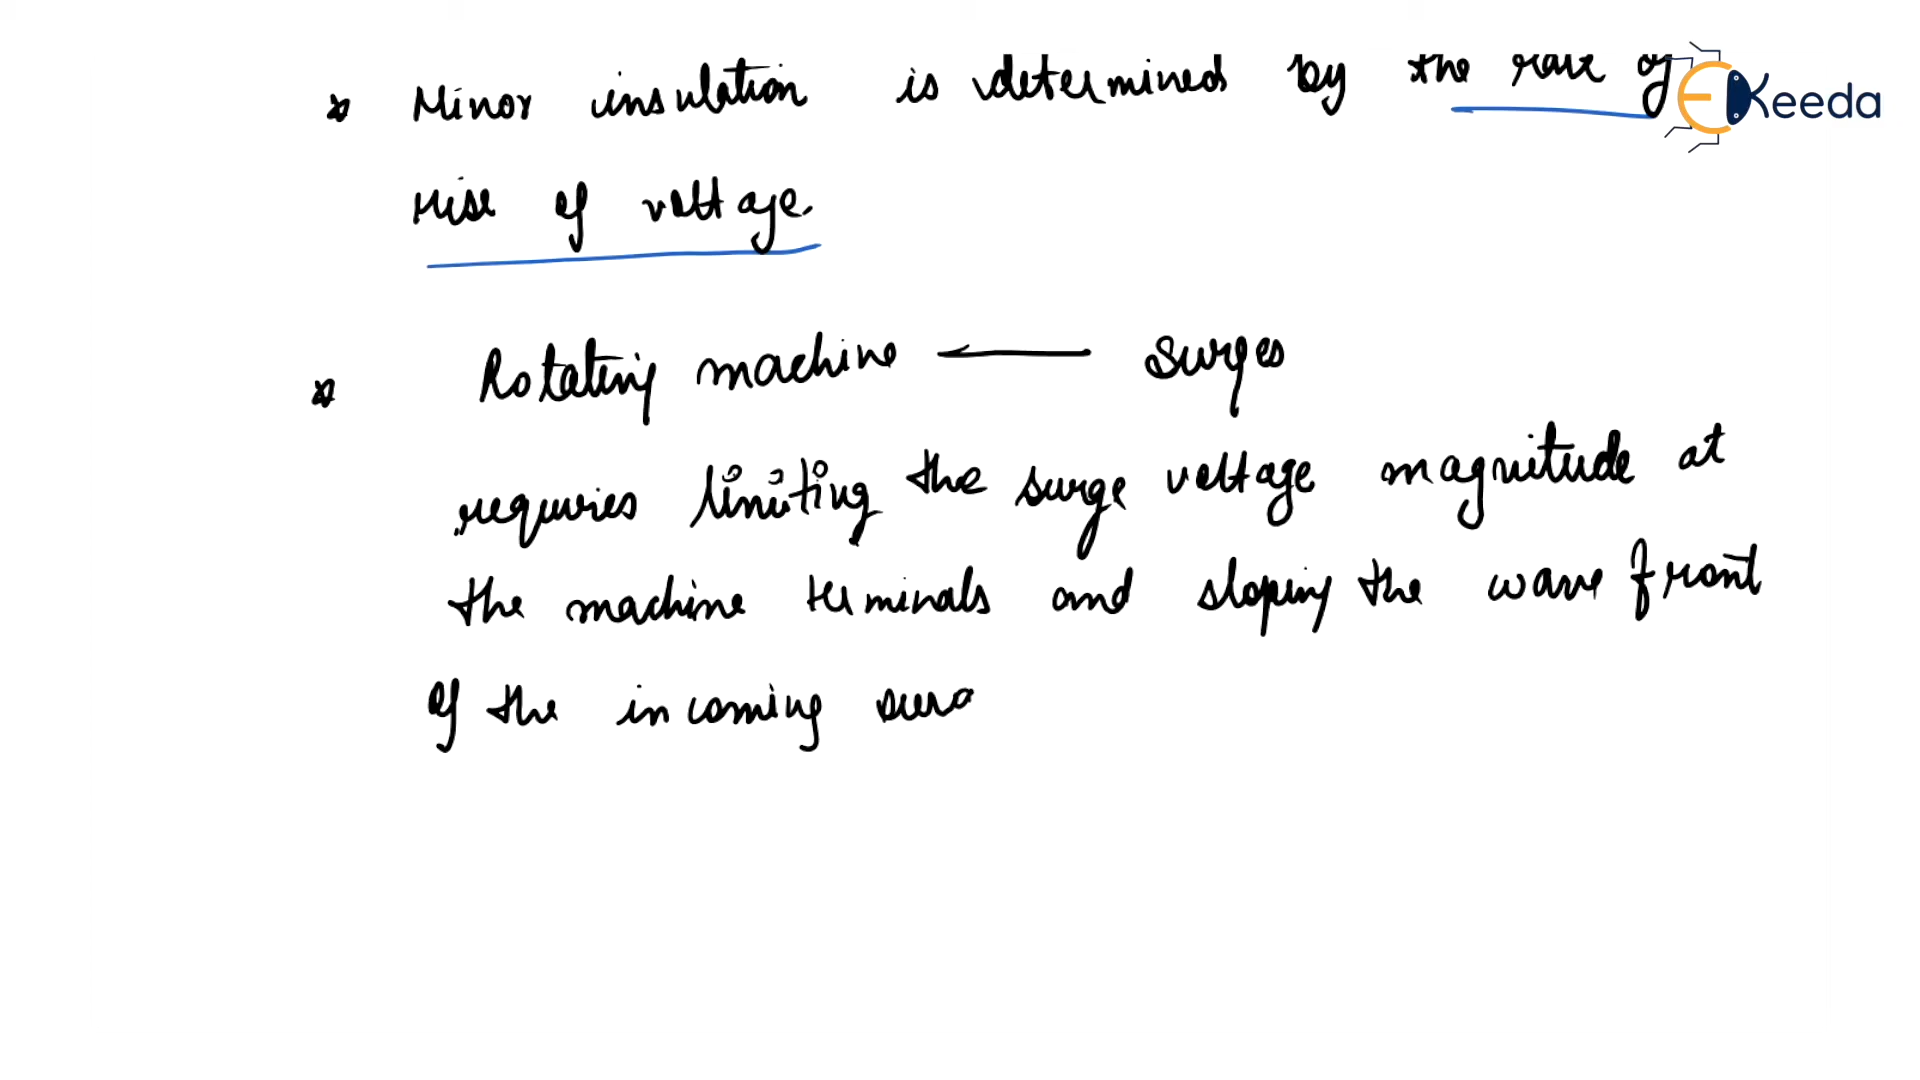 * Minor insulation is determined by the rate of
EKeeda
rise of voltage.
* Rotating machine ← surges
requires limiting the surge voltage magnitude at
the machine terminals and sloping the wave front
of the incoming